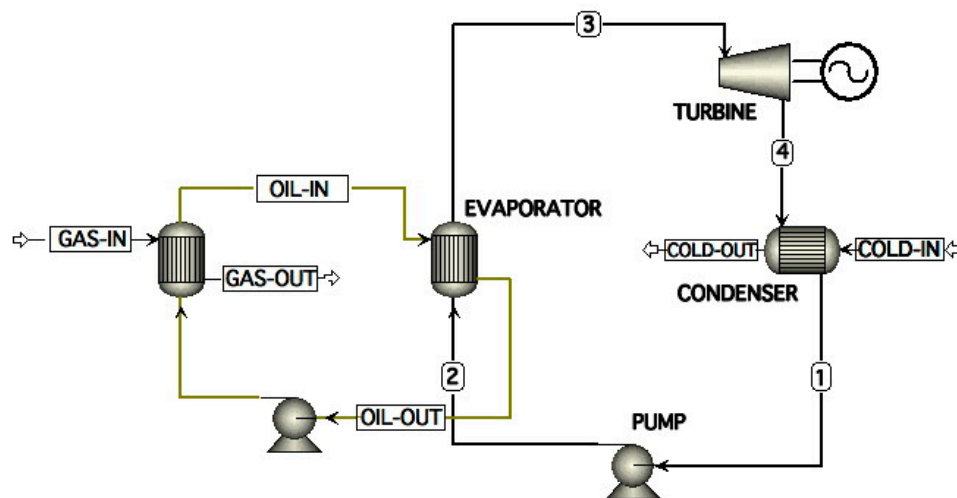 3
TURBINE
4
OIL-IN
EVAPORATOR
GAS-IN
COLD-OUT
COLD-IN
GAS-OUT
CONDENSER
2
1
OIL-OUT
PUMP